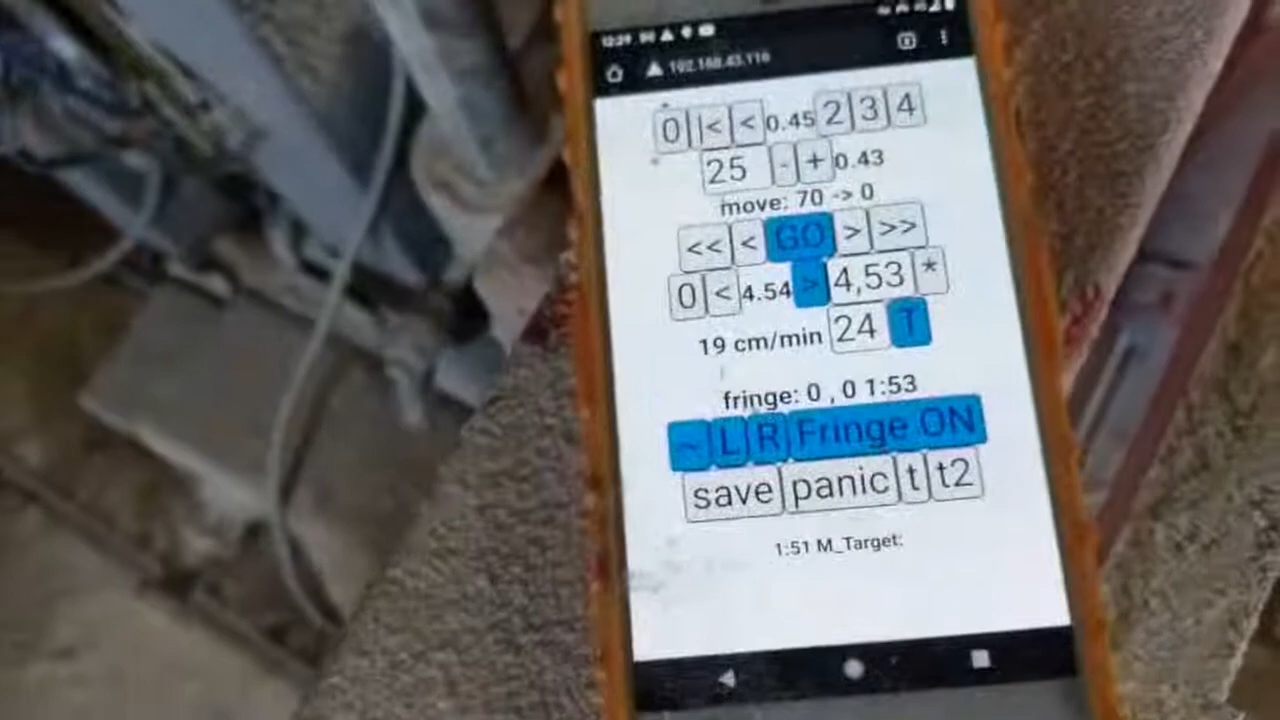 12:29
192.168.43.116
0 |< < 0.45 2 3 4
25 - + 0.43
move: 70 -> 0
<< < GO > >>
0 < 4.54 > 4,53 *
19 cm/min 24 T
fringe: 0 , 0 1:53
~ L R Fringe ON
save panic t t2
1:51 M_Target: